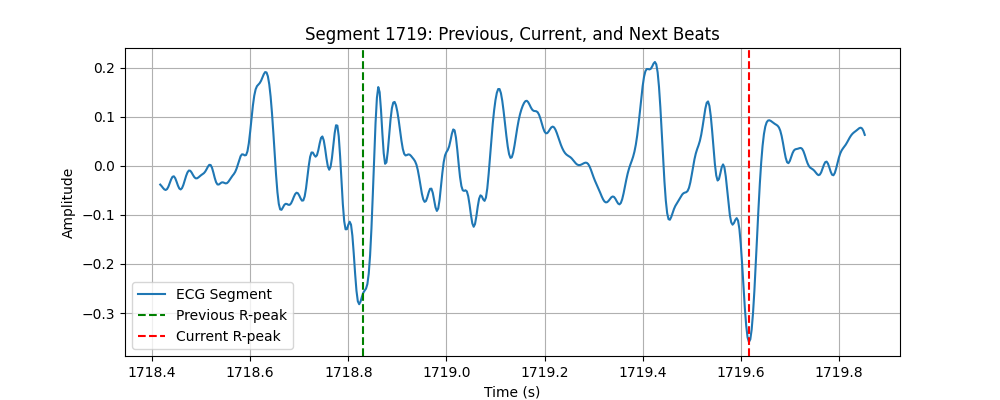 Segment 1719: Previous, Current, and Next Beats
0.2
0.1
0.0
−0.1
−0.2
−0.3
Amplitude
ECG Segment
Previous R-peak
Current R-peak
1718.4 1718.6 1718.8 1719.0 1719.2 1719.4 1719.6 1719.8
Time (s)